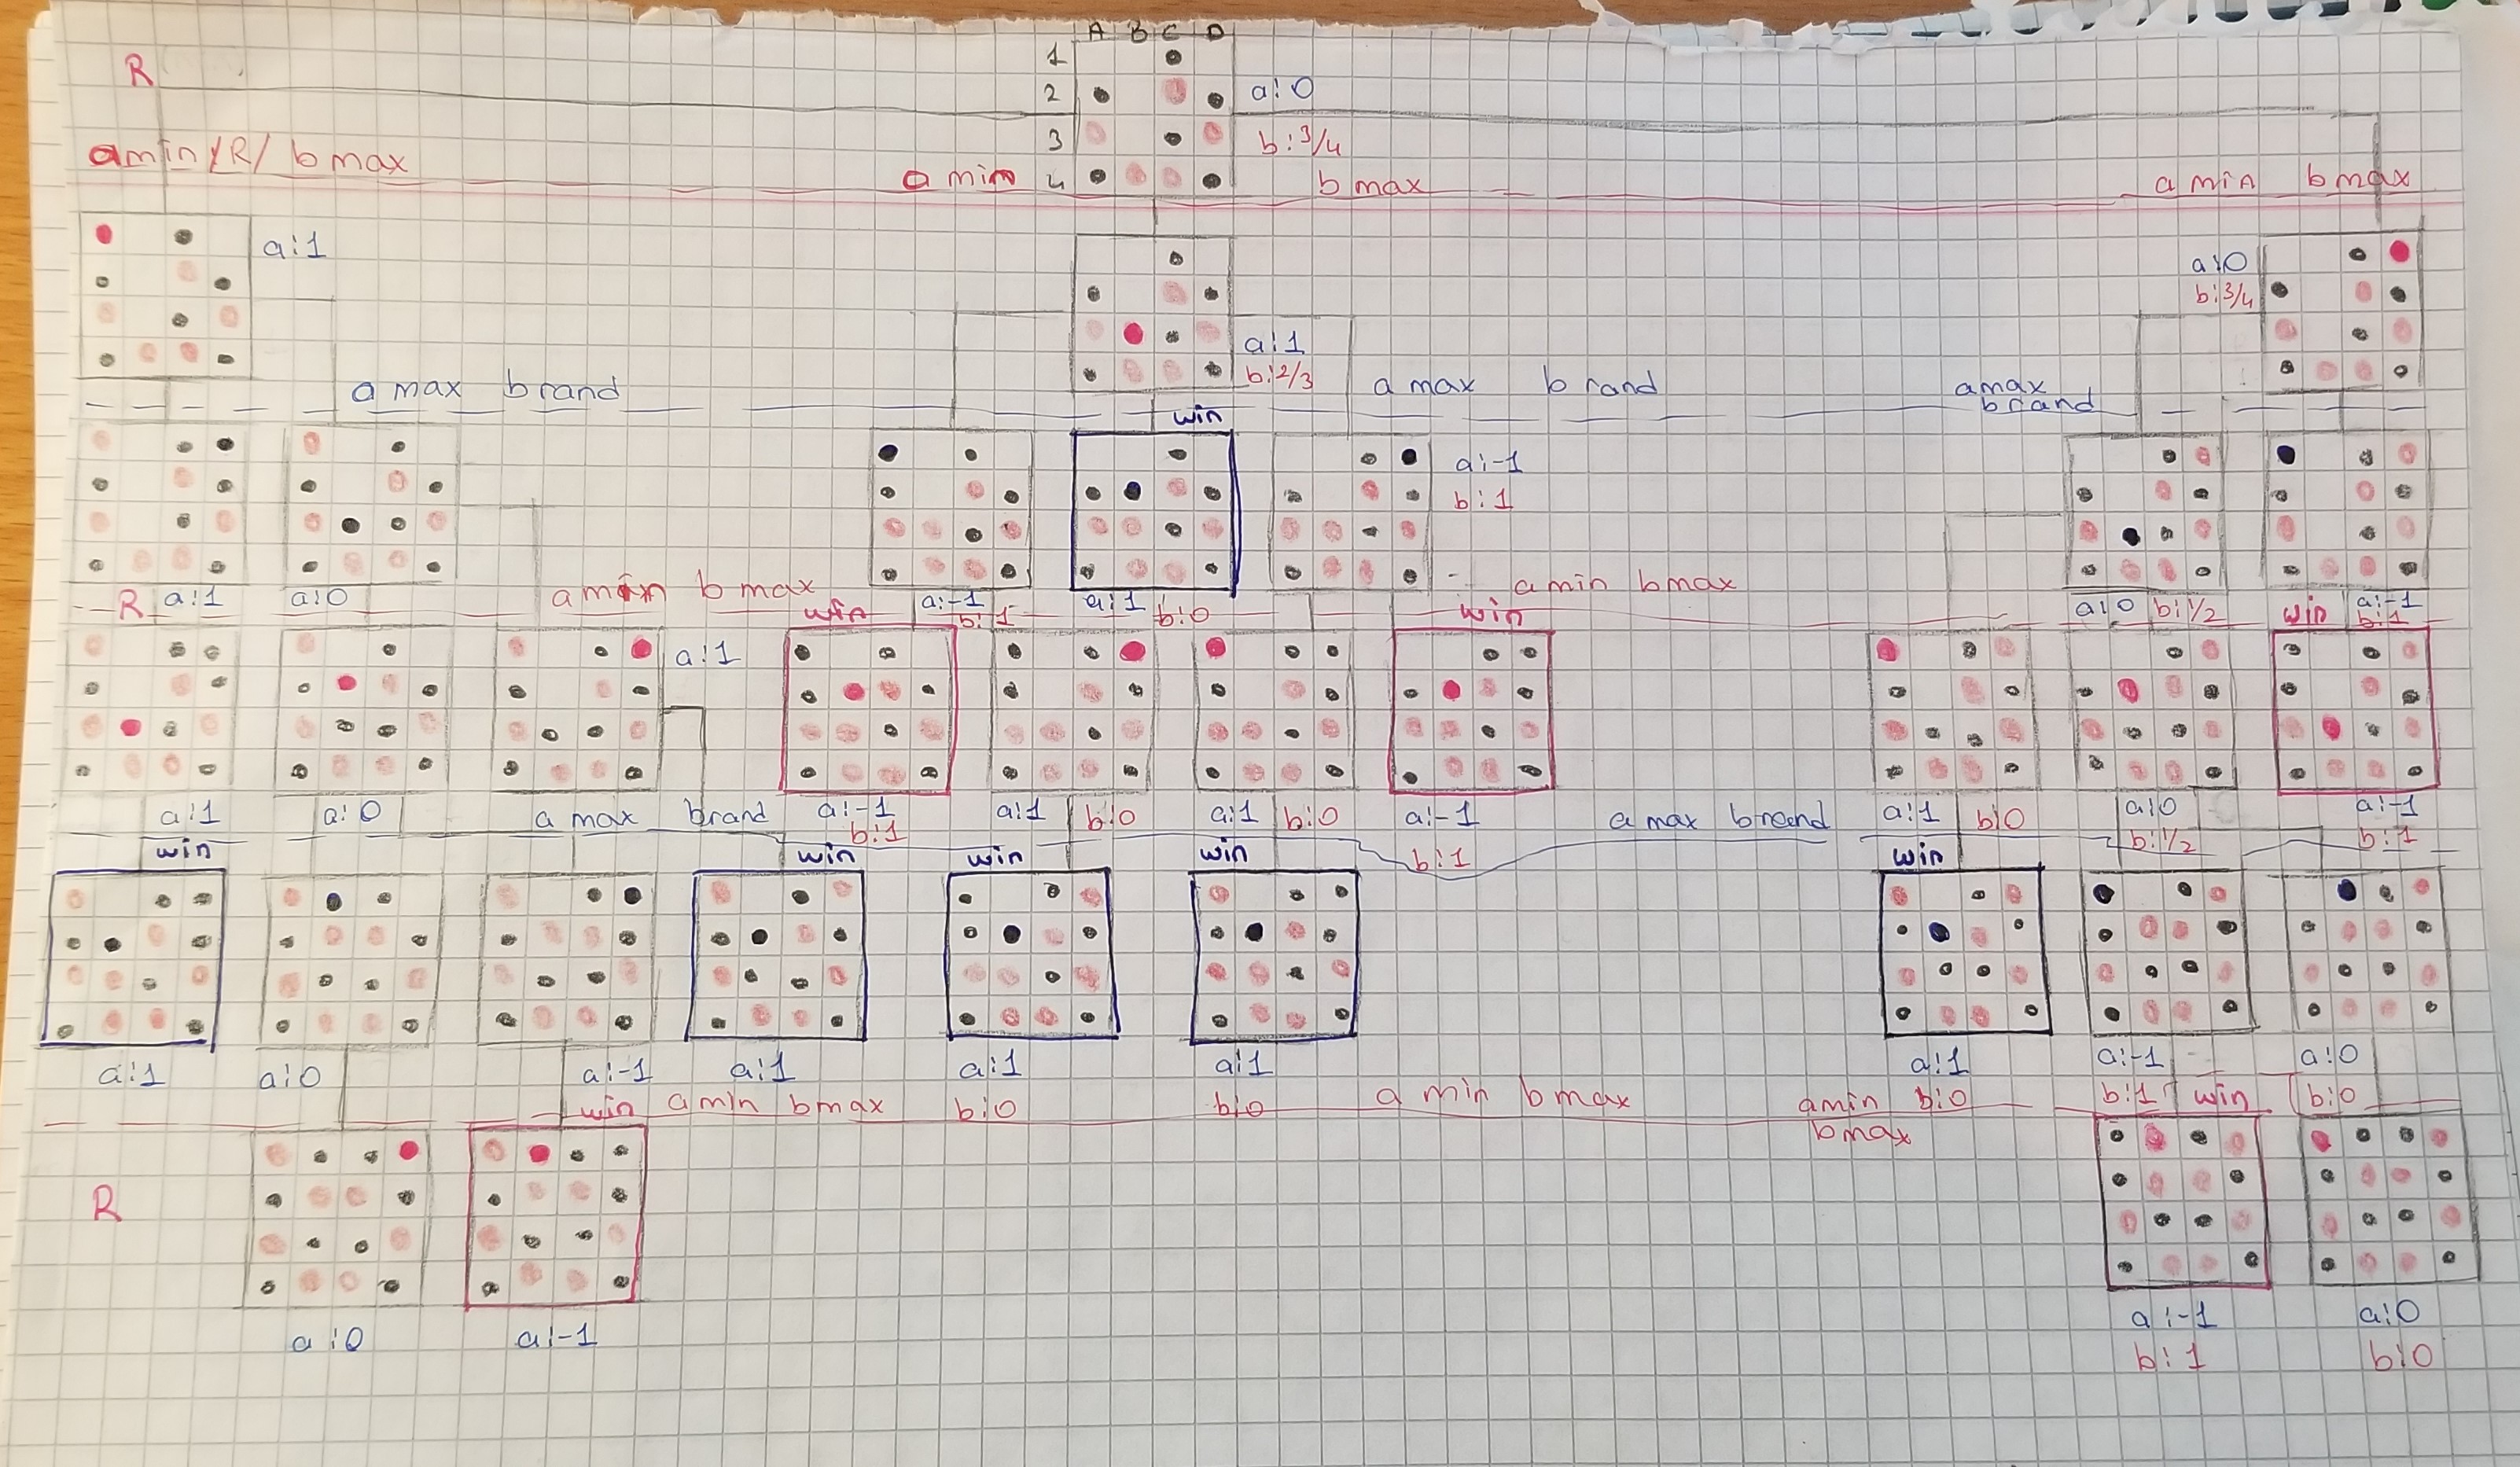 A B C D
R
1
2 a:0
3 b:3/4
amin/R/ bmax
a min 4 b max
a min bmax
a:1
a:0
b:3/4
a:1
b:2/3
a max brand
a max brand
amax
brand
win
a:-1
b:1
R a:1 a:0 a min b max
a:-1
b:1
a:1 b:0
a min bmax
a:0 b:1/2
a:-1
b:1
win win win
a:1
a:1 a:0 a max brand
a:-1
b:1
a:1 b:0
a:1 b:0
a:-1
b:1
a max brand
a:1 b:0
a:0
b:1/2
a:-1
b:1
win win win win win
a:1 a:0 a:-1 a:1 a:1 a:1 a:1 a:-1 a:0
win a min b max b:0 b:0 a min b max amin b:0 b:1 win b:0
bmax
R
a:0 a:-1 a:-1 a:0
b:1 b:0